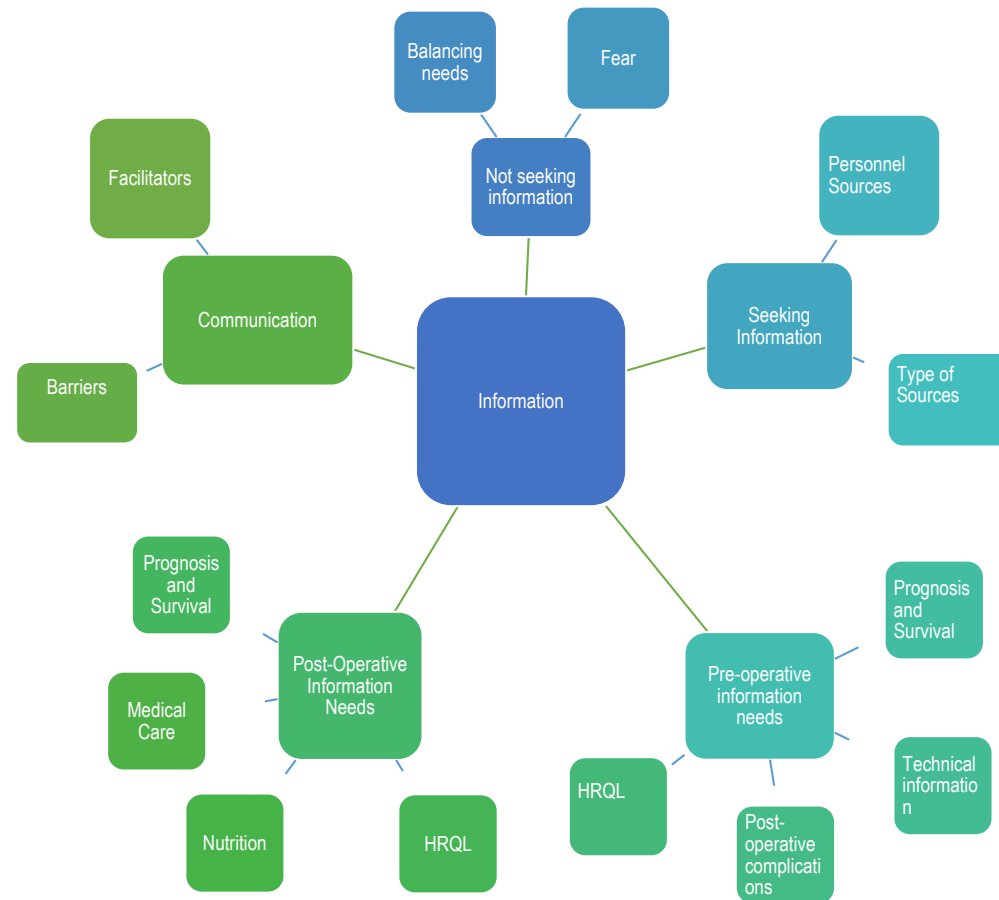 Balancing
needs
Fear
Not seeking
information
Facilitators
Personnel
Sources
Communication
Seeking
Information
Barriers
Type of
Sources
Information
Prognosis
and
Survival
Post-Operative
Information
Needs
Medical
Care
Nutrition
HRQL
Pre-operative
information
needs
Prognosis
and
Survival
Technical
informatio
n
HRQL
Post-
operative
complicati
ons